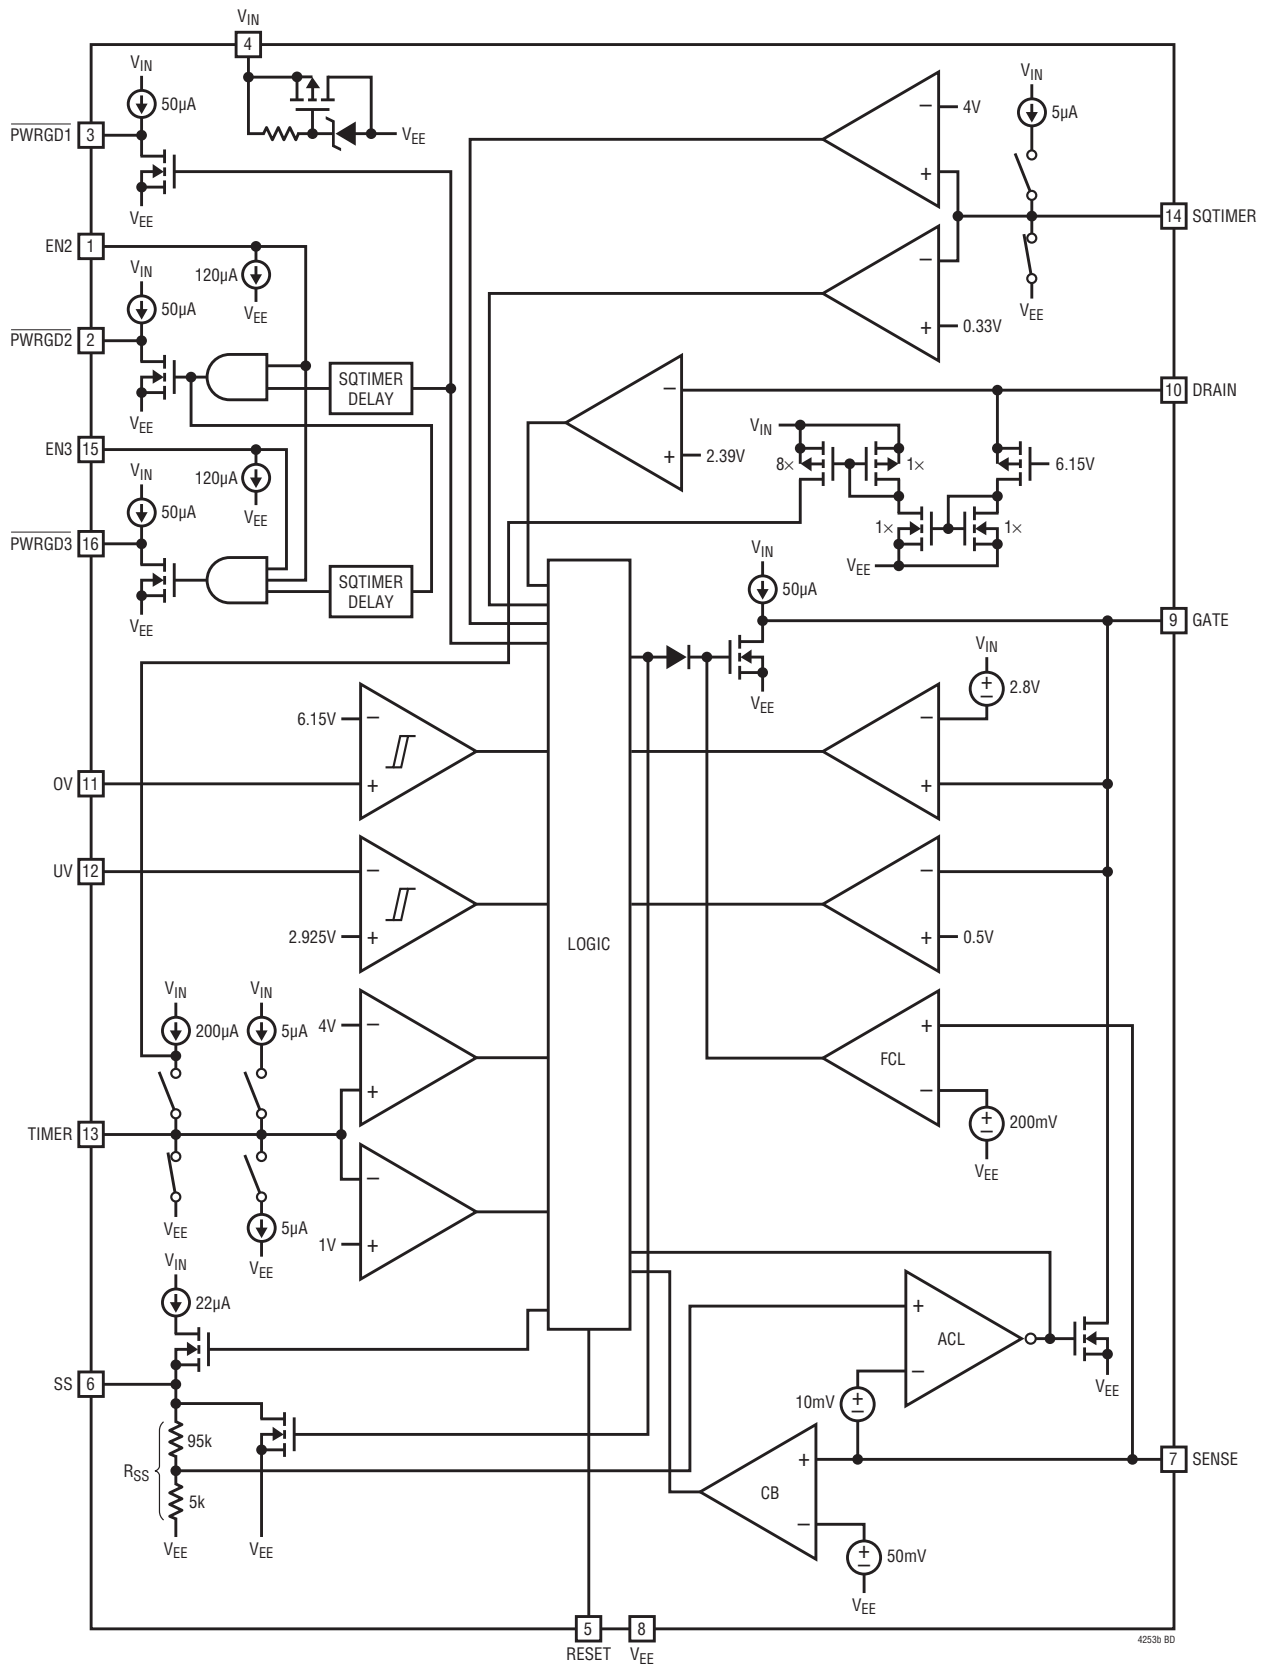 VIN
4
VIN
50µA
VEE
PWRGD1
3
VEE
EN2
1
VIN
120µA
50µA
VEE
PWRGD2
2
SQTIMER
DELAY
VEE
EN3
15
VIN
120µA
50µA
VEE
PWRGD3
16
SQTIMER
DELAY
VEE
−
4V
+
VIN
5µA
14
SQTIMER
−
+
0.33V
VEE
10
DRAIN
−
+
2.39V
VIN
8×
1×
6.15V
1×
1×
VEE
VIN
50µA
9
GATE
VEE
VIN
+
−
2.8V
−
+
6.15V
−
+
OV
11
UV
12
−
2.925V
+
LOGIC
−
+
0.5V
VIN
200µA
VIN
5µA
4V
−
+
+
FCL
−
+
−
200mV
VEE
TIMER
13
−
1V
+
VEE
5µA
VEE
VIN
22µA
+
ACL
−
VEE
SS
6
10mV
+
−
95k
RSS
5k
VEE
VEE
+
CB
−
7
SENSE
+
−
50mV
VEE
5
RESET
8
VEE
4253b BD